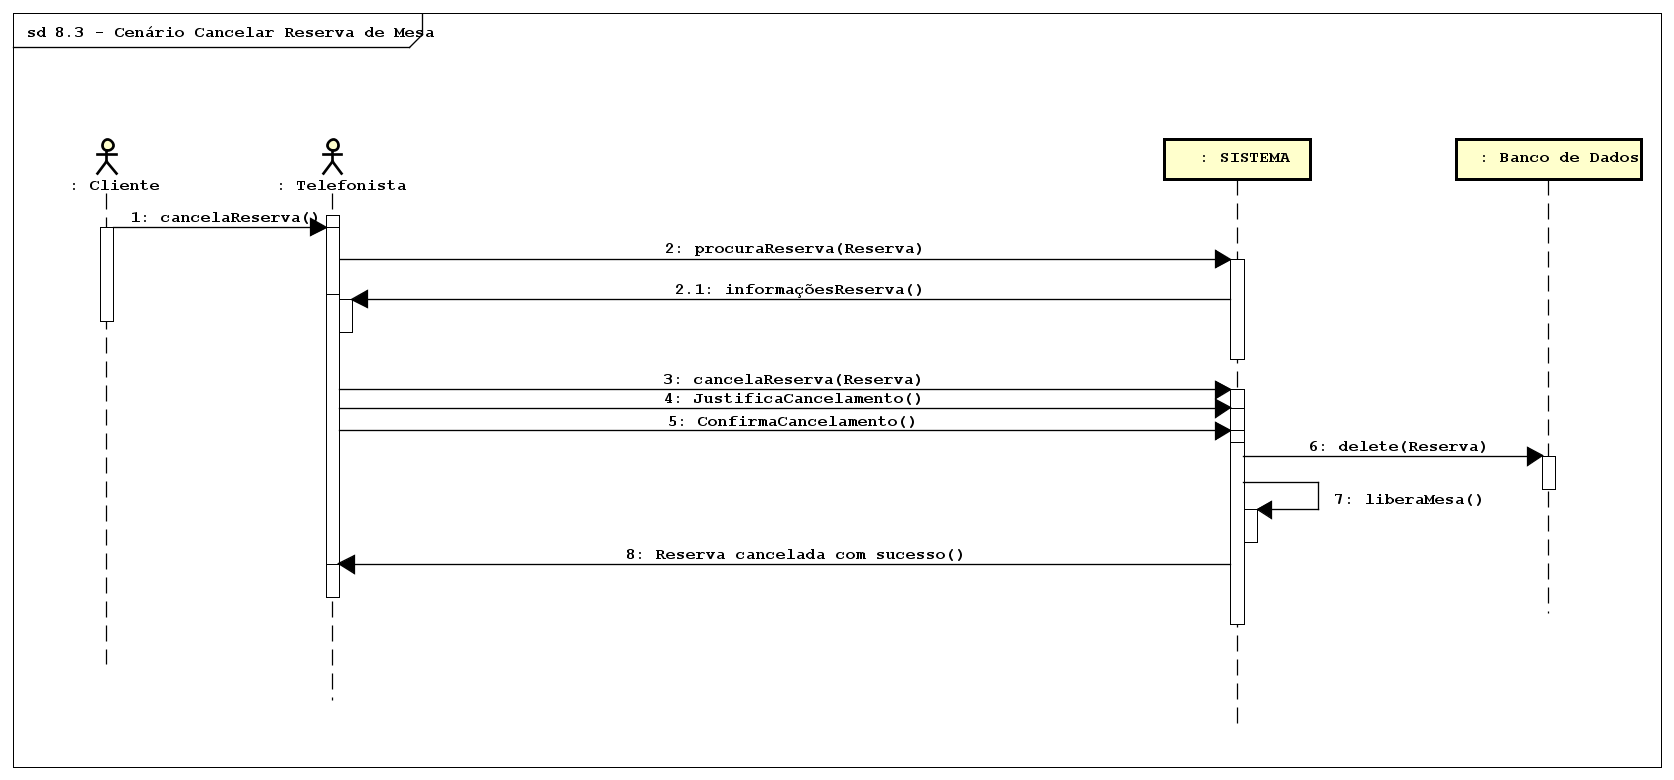 sd 8.3 - Cenário Cancelar Reserva de Mesa
: Cliente
: Telefonista
: SISTEMA
: Banco de Dados
1: cancelaReserva()
2: procuraReserva(Reserva)
2.1: informaçõesReserva()
3: cancelaReserva(Reserva)
4: JustificaCancelamento()
5: ConfirmaCancelamento()
6: delete(Reserva)
7: liberaMesa()
8: Reserva cancelada com sucesso()